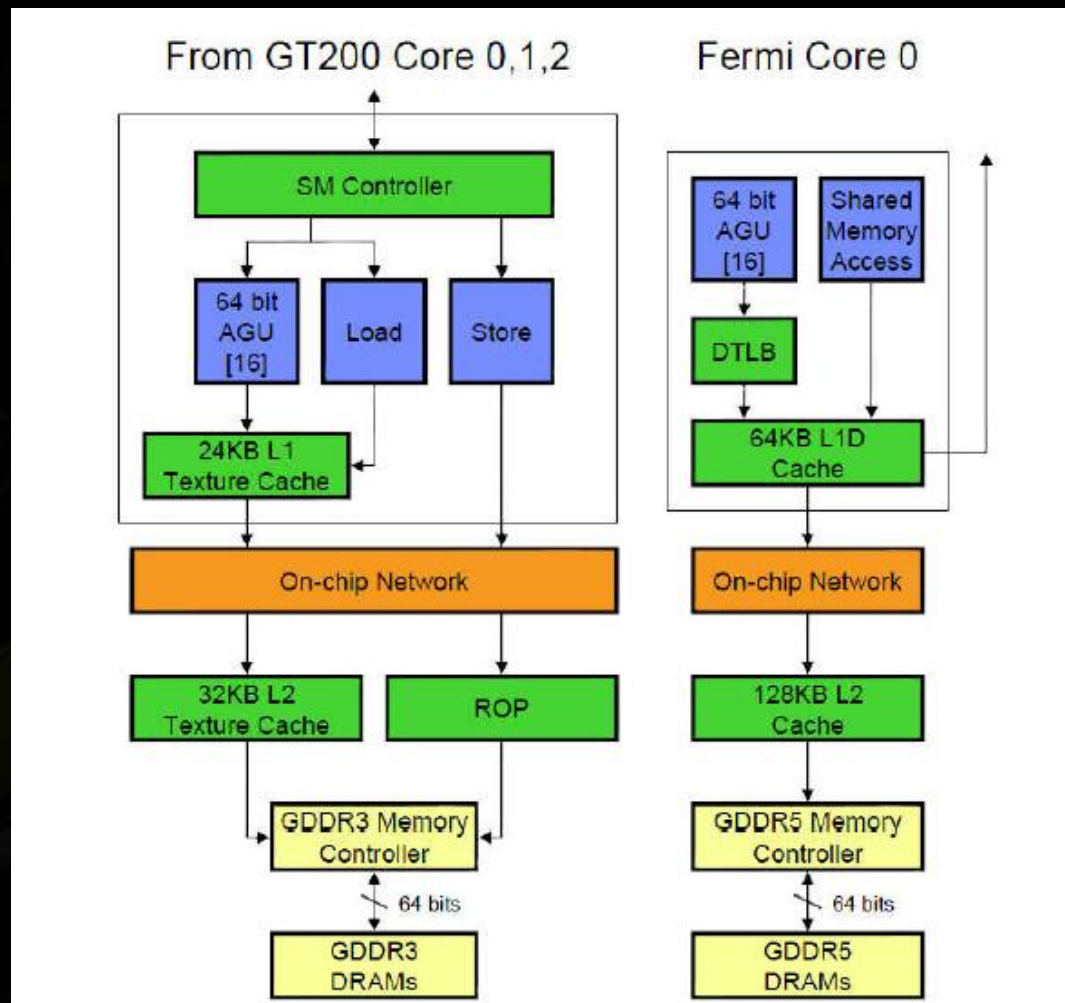 From GT200 Core 0,1,2
SM Controller
64 bit
AGU
[16]
Load
Store
24KB L1
Texture Cache
On-chip Network
32KB L2
Texture Cache
ROP
GDDR3 Memory
Controller
64 bits
GDDR3
DRAMs
Fermi Core 0
64 bit
AGU
[16]
Shared
Memory
Access
DTLB
64KB L1D
Cache
On-chip Network
128KB L2
Cache
GDDR5 Memory
Controller
64 bits
GDDR5
DRAMs